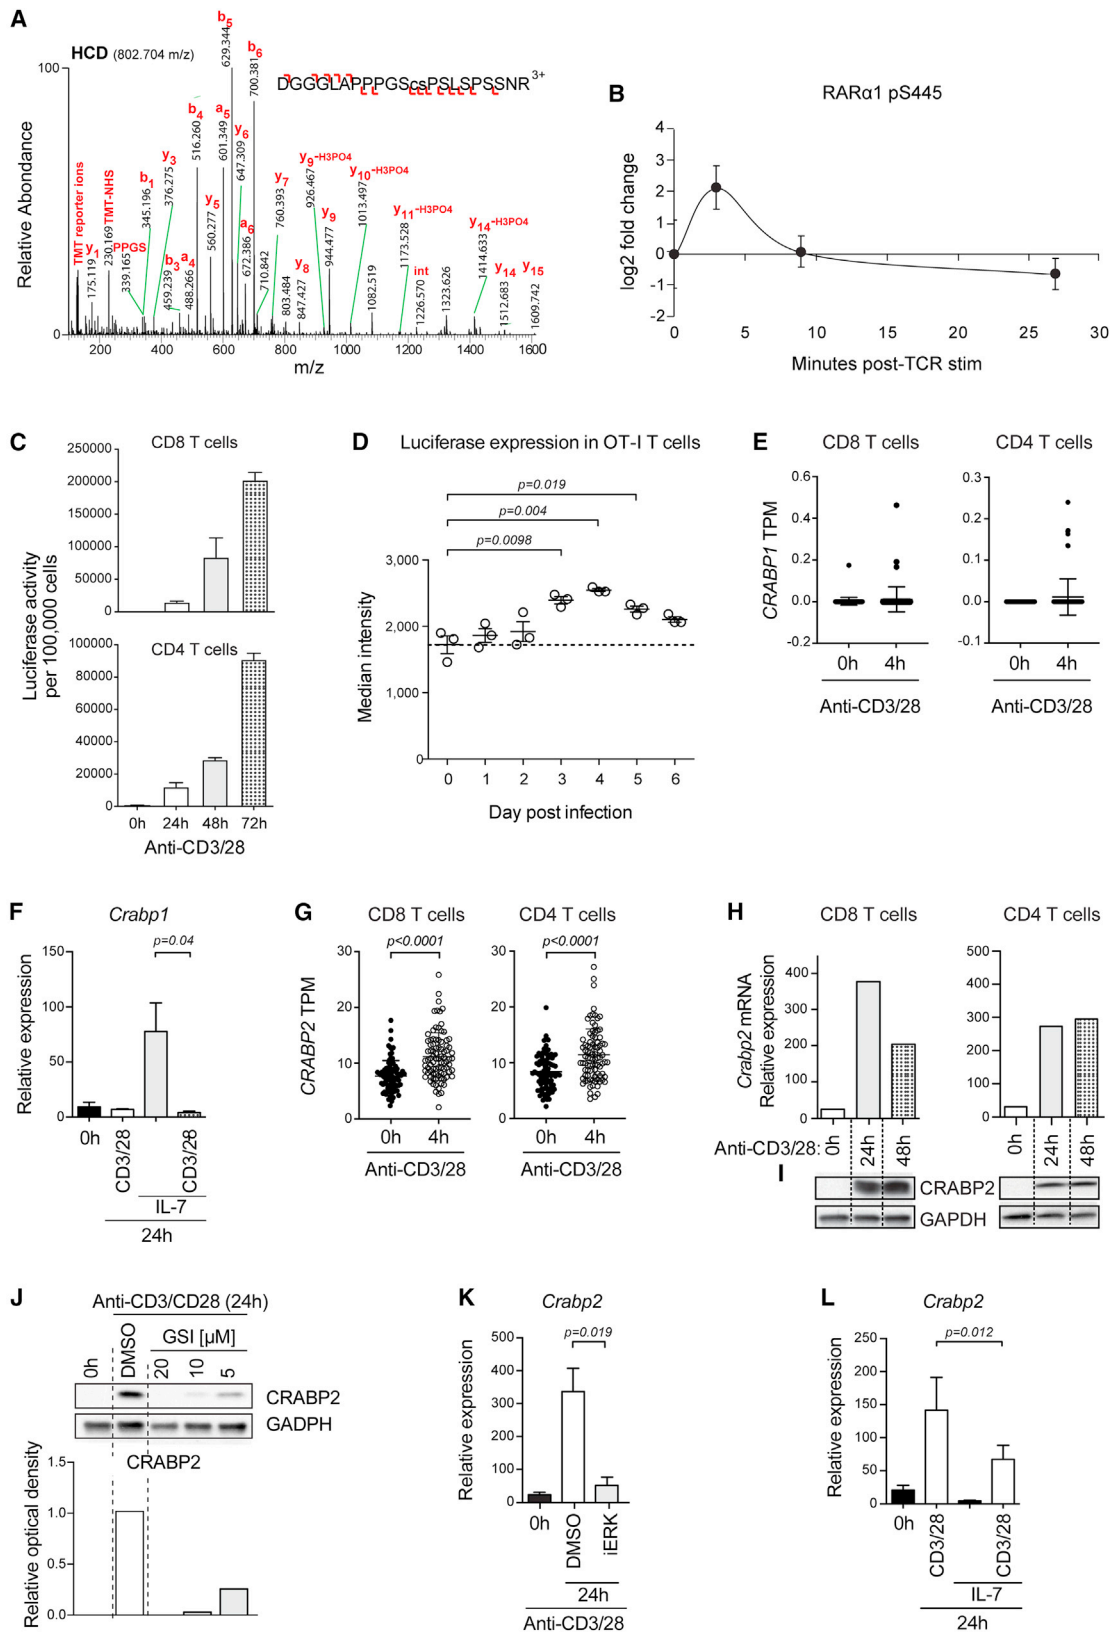 A
HCD (802.704 m/z)
DGGGLAPPPGSCSPSLSPSSNR 3+
100
0
Relative Abundance
TMT reporter ions
y1
175.119
230.169 TMT-NHS
PPGS
339.165
b1
345.196
y3
376.275
b3
459.239
a4
488.266
b4
516.260
y5
560.277
a5
601.349
b5
629.344
y6
647.309
a6
672.386
b6
700.381
710.842
y7
760.393
803.484
y8
847.427
y9-H3PO4
926.467
y9
944.477
y10-H3PO4
1013.497
1082.519
y11-H3PO4
1173.528
int
1226.570
1323.626
y14-H3PO4
1414.633
y14
1512.683
y15
1609.742
200 400 600 800 1000 1200 1400 1600
m/z
B
RARα1 pS445
log2 fold change
4
3
2
1
0
-1
-2
0 5 10 15 20 25 30
Minutes post-TCR stim
C
CD8 T cells
250000
200000
150000
100000
50000
0
Luciferase activity
per 100,000 cells
CD4 T cells
100000
80000
60000
40000
20000
0
0h 24h 48h 72h
Anti-CD3/28
D
Luciferase expression in OT-I T cells
p=0.019
p=0.004
p=0.0098
Median intensity
3,000
2,000
1,000
0
0 1 2 3 4 5 6
Day post infection
E
CD8 T cells
CD4 T cells
CRABP1 TPM
0.6
0.4
0.2
0.0
-0.2
0.3
0.2
0.1
0.0
-0.1
0h 4h
0h 4h
Anti-CD3/28
Anti-CD3/28
F
Crabp1
p=0.04
Relative expression
150
100
50
0
0h
CD3/28
CD3/28
IL-7
24h
G
CD8 T cells
CD4 T cells
p<0.0001
p<0.0001
CRABP2 TPM
30
20
10
0
30
20
10
0
0h 4h
0h 4h
Anti-CD3/28
Anti-CD3/28
H
CD8 T cells
CD4 T cells
Crabp2 mRNA
Relative expression
400
300
200
100
0
500
400
300
200
100
0
Anti-CD3/28:
0h 24h 48h
0h 24h 48h
I
CRABP2
GAPDH
J
Anti-CD3/CD28 (24h)
GSI [µM]
0h DMSO 20 10 5
CRABP2
GADPH
CRABP2
Relative optical density
1.5
1.0
0.5
0.0
K
Crabp2
p=0.019
Relative expression
500
400
300
200
100
0
0h
DMSO
iERK
24h
Anti-CD3/28
L
Crabp2
p=0.012
Relative expression
250
200
150
100
50
0
0h
CD3/28
CD3/28
IL-7
24h